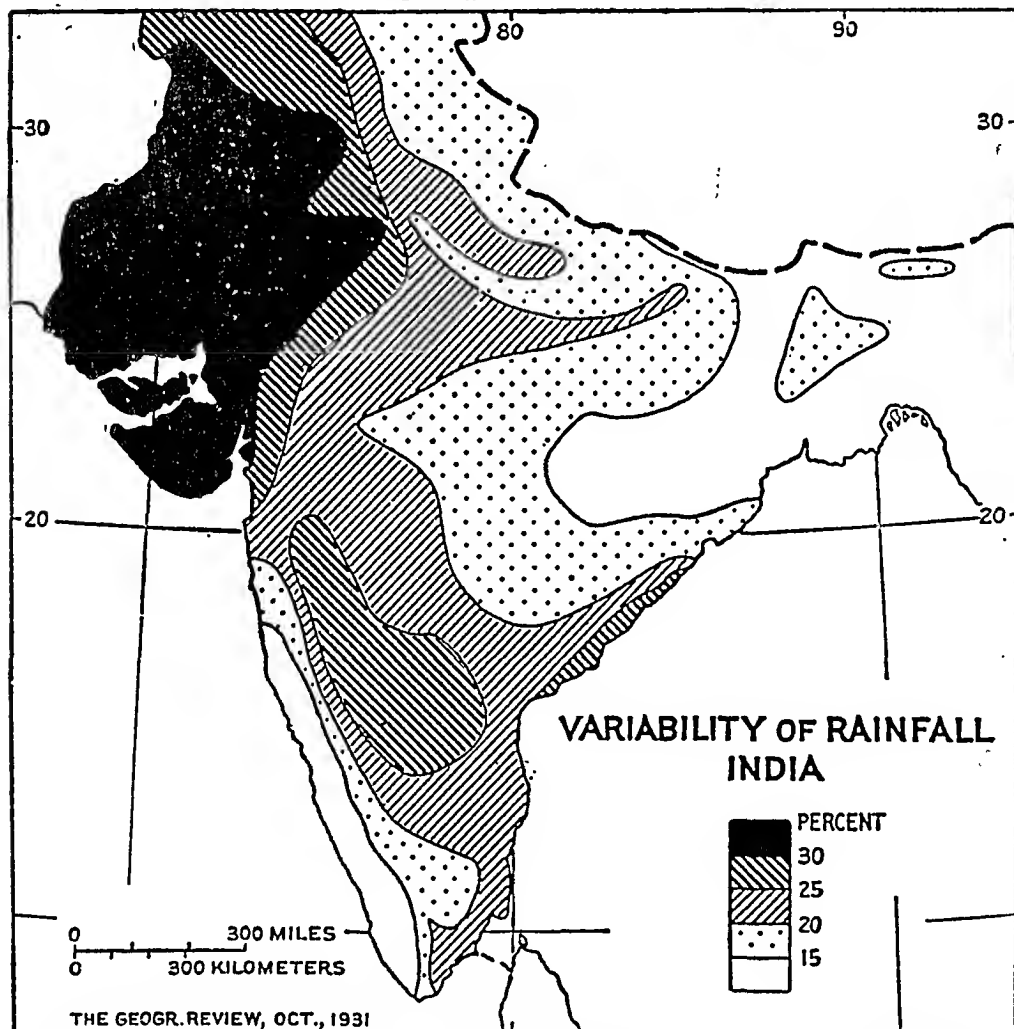 80 90
30 30
20 20
VARIABILITY OF RAINFALL
INDIA
PERCENT
30
25
20
15
0 300 MILES
0 300 KILOMETERS
THE GEOGR. REVIEW, OCT., 1931